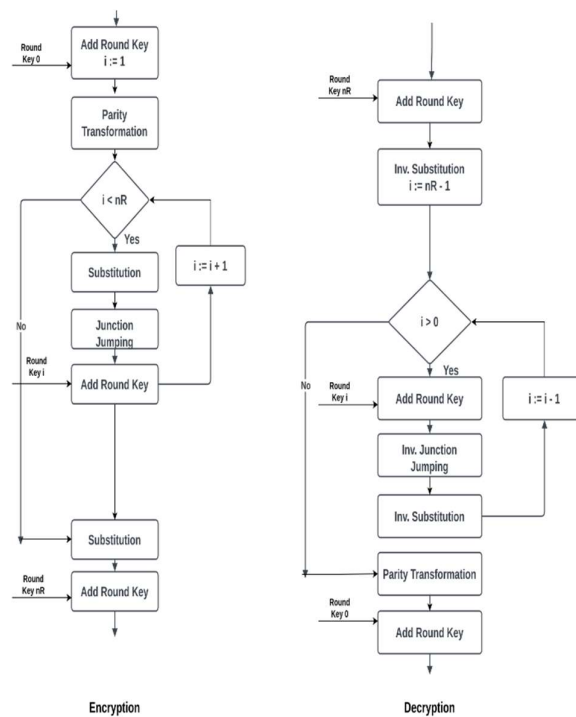 Round
Key 0
Add Round Key
i := 1
Parity
Transformation
i < nR
Yes
No
Substitution
i := i + 1
Junction
Jumping
Round
Key i
Add Round Key
Substitution
Round
Key nR
Add Round Key
Encryption
Round
Key nR
Add Round Key
Inv. Substitution
i := nR - 1
i > 0
Yes
No
Round
Key i
Add Round Key
i := i - 1
Inv. Junction
Jumping
Inv. Substitution
Parity Transformation
Round
Key 0
Add Round Key
Decryption